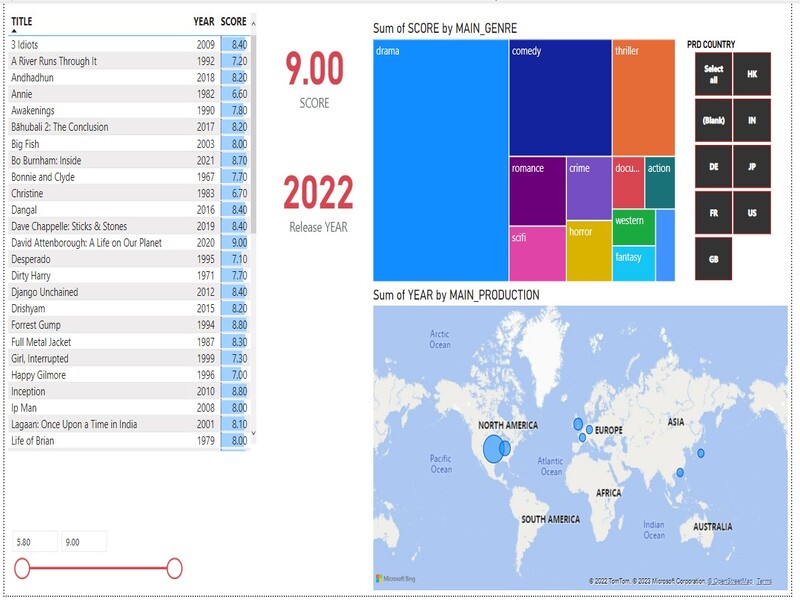 TITLE YEAR SCORE
3 Idiots 2009 8.40
A River Runs Through It 1992 7.20
Andhadhun 2018 8.20
Annie 1982 6.60
Awakenings 1990 7.80
Bāhubali 2: The Conclusion 2017 8.20
Big Fish 2003 8.00
Bo Burnham: Inside 2021 8.70
Bonnie and Clyde 1967 7.70
Christine 1983 6.70
Dangal 2016 8.40
Dave Chappelle: Sticks & Stones 2019 8.40
David Attenborough: A Life on Our Planet 2020 9.00
Desperado 1995 7.10
Dirty Harry 1971 7.70
Django Unchained 2012 8.40
Drishyam 2015 8.20
Forrest Gump 1994 8.80
Full Metal Jacket 1987 8.30
Girl, Interrupted 1999 7.30
Happy Gilmore 1996 7.00
Inception 2010 8.80
Ip Man 2008 8.00
Lagaan: Once Upon a Time in India 2001 8.10
Life of Brian 1979 8.00
5.80 9.00
9.00
SCORE
2022
Release YEAR
Sum of SCORE by MAIN_GENRE
drama
comedy
thriller
romance
crime
docu...
action
scifi
horror
western
fantasy
PRD COUNTRY
Select
all
HK
(Blank)
IN
DE
JP
FR
US
GB
Sum of YEAR by MAIN_PRODUCTION
Arctic
Ocean
NORTH AMERICA
EUROPE
ASIA
Pacific
Ocean
Atlantic
Ocean
AFRICA
SOUTH AMERICA
Indian
Ocean
AUSTRALIA
Microsoft Bing
© 2022 TomTom, © 2023 Microsoft Corporation, © OpenStreetMap Terms